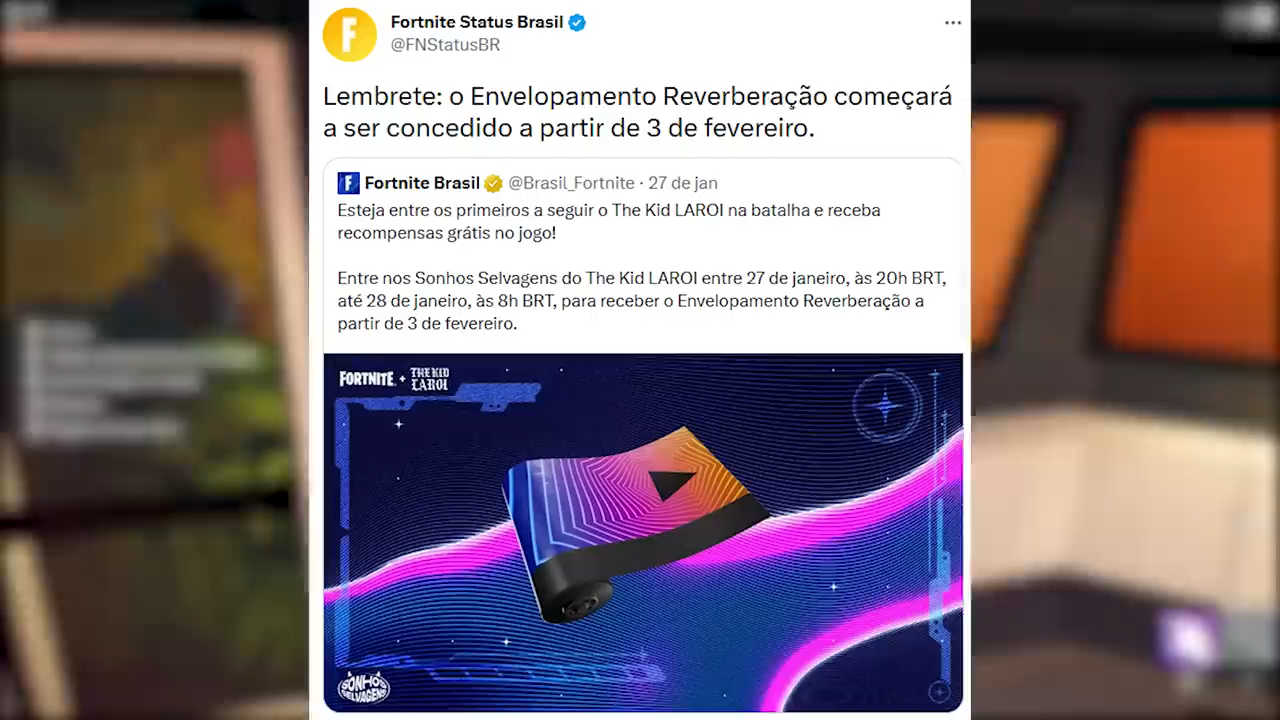 Fortnite Status Brasil
@FNStatusBR
Lembrete: o Envelopamento Reverberação começará
a ser concedido a partir de 3 de fevereiro.
Fortnite Brasil @Brasil_Fortnite · 27 de jan
Esteja entre os primeiros a seguir o The Kid LAROI na batalha e receba
recompensas grátis no jogo!
Entre nos Sonhos Selvagens do The Kid LAROI entre 27 de janeiro, às 20h BRT,
até 28 de janeiro, às 8h BRT, para receber o Envelopamento Reverberação a
partir de 3 de fevereiro.
FORTNITE + THE KID
LAROI
SONHOS
SELVAGENS